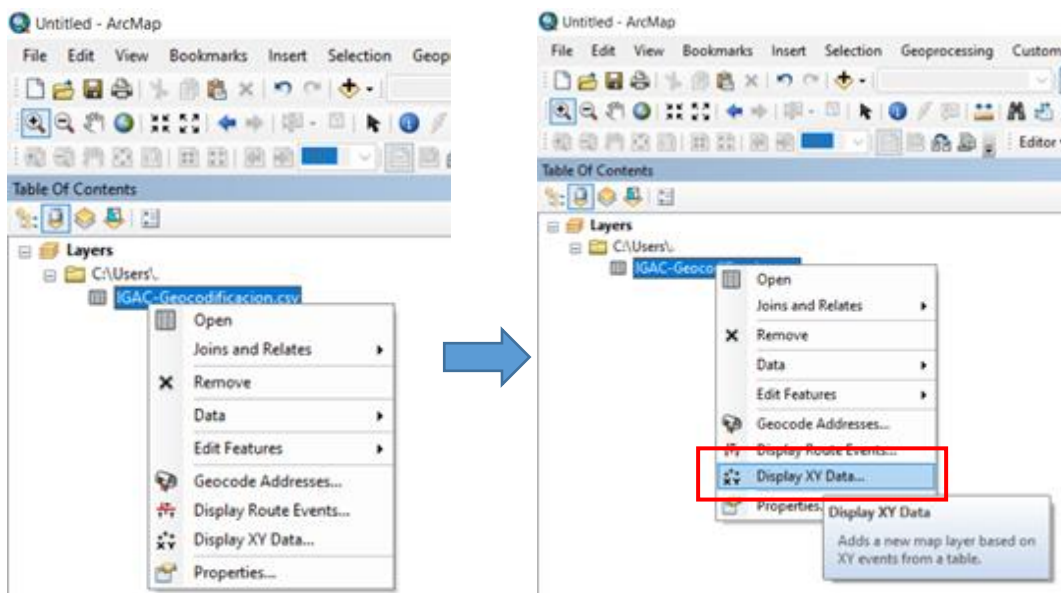 Untitled - ArcMap
File Edit View Bookmarks Insert Selection Geop
Table Of Contents
Layers
C:\Users\.
IGAC-Geocodificacion.csv
Open
Joins and Relates
Remove
Data
Edit Features
Geocode Addresses...
Display Route Events...
Display XY Data...
Properties...
Untitled - ArcMap
File Edit View Bookmarks Insert Selection Geoprocessing Custom
Editor
Table Of Contents
Layers
C:\Users\.
IGAC-Geoco
Open
Joins and Relates
Remove
Data
Edit Features
Geocode Addresses...
Display Route Events...
Display XY Data...
Properties.
Display XY Data
Adds a new map layer based on
XY events from a table.